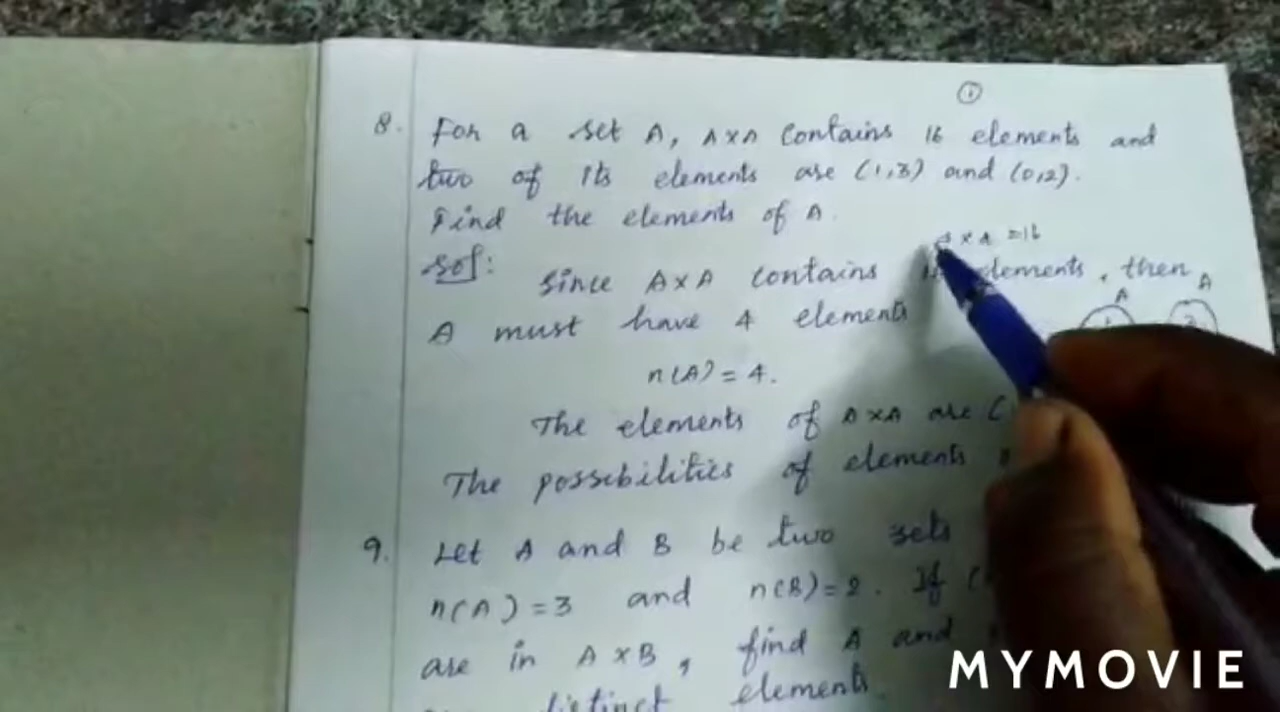 ①
8. For a set A, A×A contains 16 elements and
two of its elements are (1,3) and (0,2).
Find the elements of A.
×A =16
Sol: Since A×A contains elements, then
A must have 4 elements
A A
n(A) = 4.
The elements of A×A are (
The possibilities of elements
9. Let A and B be two sets
n(A) = 3 and n(B) = 2. If (
are in A×B, find A and
distinct elements.
MYMOVIE